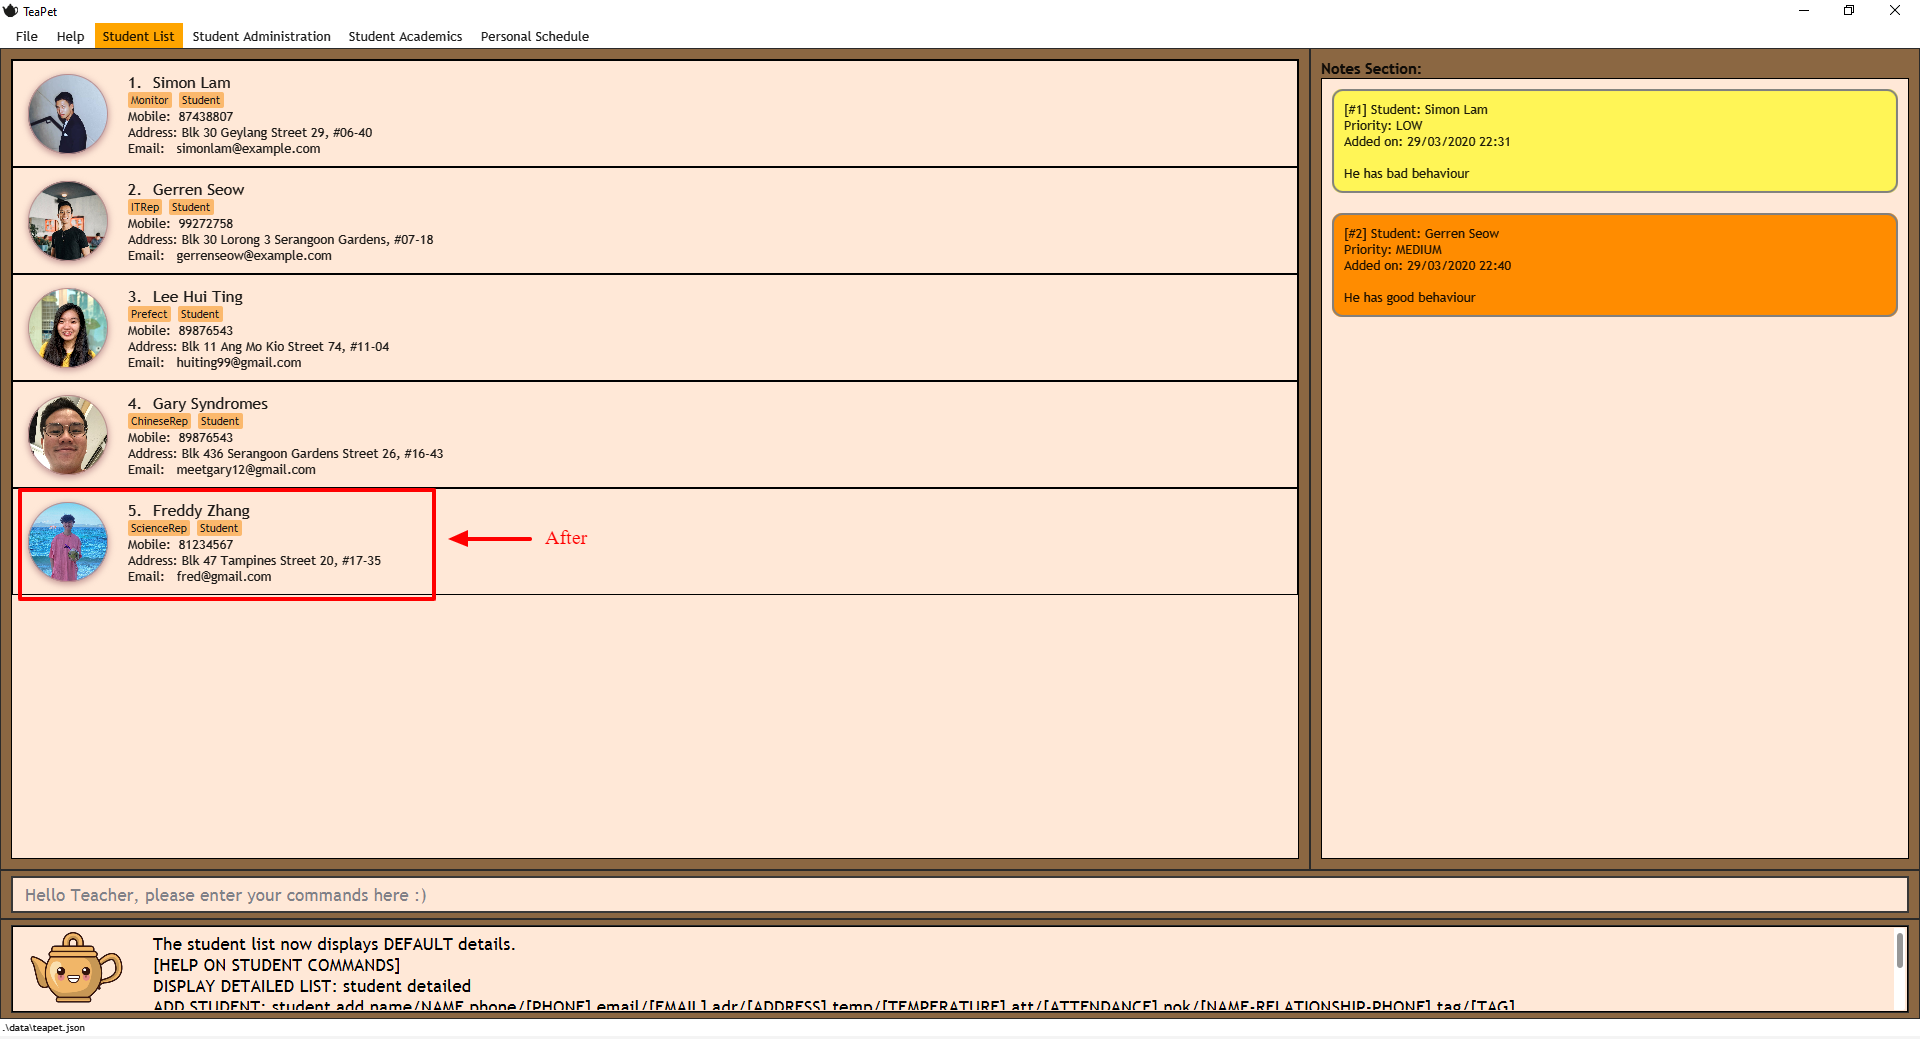 TeaPet
File Help Student List Student Administration Student Academics Personal Schedule
1. Simon Lam
Monitor Student
Mobile: 87438807
Address: Blk 30 Geylang Street 29, #06-40
Email: simonlam@example.com
2. Gerren Seow
ITRep Student
Mobile: 99272758
Address: Blk 30 Lorong 3 Serangoon Gardens, #07-18
Email: gerrenseow@example.com
3. Lee Hui Ting
Prefect Student
Mobile: 89876543
Address: Blk 11 Ang Mo Kio Street 74, #11-04
Email: huiting99@gmail.com
4. Gary Syndromes
ChineseRep Student
Mobile: 89876543
Address: Blk 436 Serangoon Gardens Street 26, #16-43
Email: meetgary12@gmail.com
5. Freddy Zhang
ScienceRep Student
Mobile: 81234567
Address: Blk 47 Tampines Street 20, #17-35
Email: fred@gmail.com
After
Notes Section:
[#1] Student: Simon Lam
Priority: LOW
Added on: 29/03/2020 22:31
He has bad behaviour
[#2] Student: Gerren Seow
Priority: MEDIUM
Added on: 29/03/2020 22:40
He has good behaviour
Hello Teacher, please enter your commands here :)
The student list now displays DEFAULT details.
[HELP ON STUDENT COMMANDS]
DISPLAY DETAILED LIST: student detailed
ADD STUDENT: student add name/NAME phone/[PHONE] email/[EMAIL] adr/[ADDRESS] temp/[TEMPERATURE] att/[ATTENDANCE] nok/[NAME-RELATIONSHIP-PHONE] tag/[TAG]
.\data\teapet.json